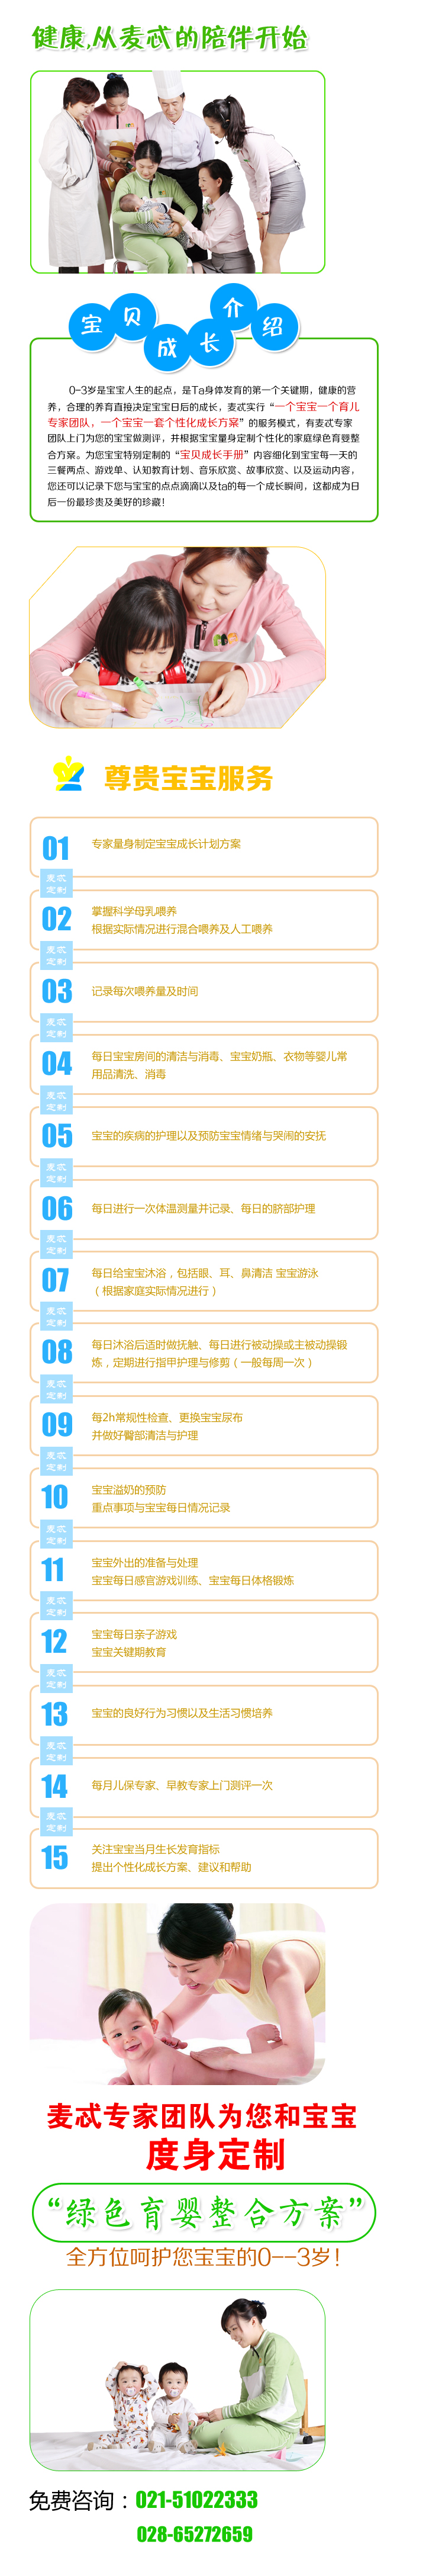 健康,从麦忒的陪伴开始
宝贝成长介绍
0-3岁是宝宝人生的起点，是Ta身体发育的第一个关键期，健康的营
养，合理的养育直接决定宝宝日后的成长，麦忒实行“一个宝宝一个育儿
专家团队，一个宝宝一套个性化成长方案”的服务模式，有麦忒专家
团队上门为您的宝宝做测评，并根据宝宝量身定制个性化的家庭绿色育婴整
合方案。为您宝宝特别定制的“宝贝成长手册”内容细化到宝宝每一天的
三餐两点、游戏单、认知教育计划、音乐欣赏、故事欣赏、以及运动内容，
您还可以记录下您与宝宝的点点滴滴以及ta的每一个成长瞬间，这都成为日
后一份最珍贵及美好的珍藏！
尊贵宝宝服务
01
专家量身制定宝宝成长计划方案
麦忒
定制
02
掌握科学母乳喂养
根据实际情况进行混合喂养及人工喂养
麦忒
定制
03
记录每次喂养量及时间
麦忒
定制
04
每日宝宝房间的清洁与消毒、宝宝奶瓶、衣物等婴儿常
用品清洗、消毒
麦忒
定制
05
宝宝的疾病的护理以及预防宝宝情绪与哭闹的安抚
麦忒
定制
06
每日进行一次体温测量并记录、每日的脐部护理
麦忒
定制
07
每日给宝宝沐浴，包括眼、耳、鼻清洁 宝宝游泳
（根据家庭实际情况进行）
麦忒
定制
08
每日沐浴后适时做抚触、每日进行被动操或主被动操锻
炼，定期进行指甲护理与修剪（一般每周一次）
麦忒
定制
09
每2h常规性检查、更换宝宝尿布
并做好臀部清洁与护理
麦忒
定制
10
宝宝溢奶的预防
重点事项与宝宝每日情况记录
麦忒
定制
11
宝宝外出的准备与处理
宝宝每日感官游戏训练、宝宝每日体格锻炼
麦忒
定制
12
宝宝每日亲子游戏
宝宝关键期教育
麦忒
定制
13
宝宝的良好行为习惯以及生活习惯培养
麦忒
定制
14
每月儿保专家、早教专家上门测评一次
麦忒
定制
15
关注宝宝当月生长发育指标
提出个性化成长方案、建议和帮助
麦忒专家团队为您和宝宝
度身定制
“绿色育婴整合方案”
全方位呵护您宝宝的0--3岁！
免费咨询：021-51022333
028-65272659